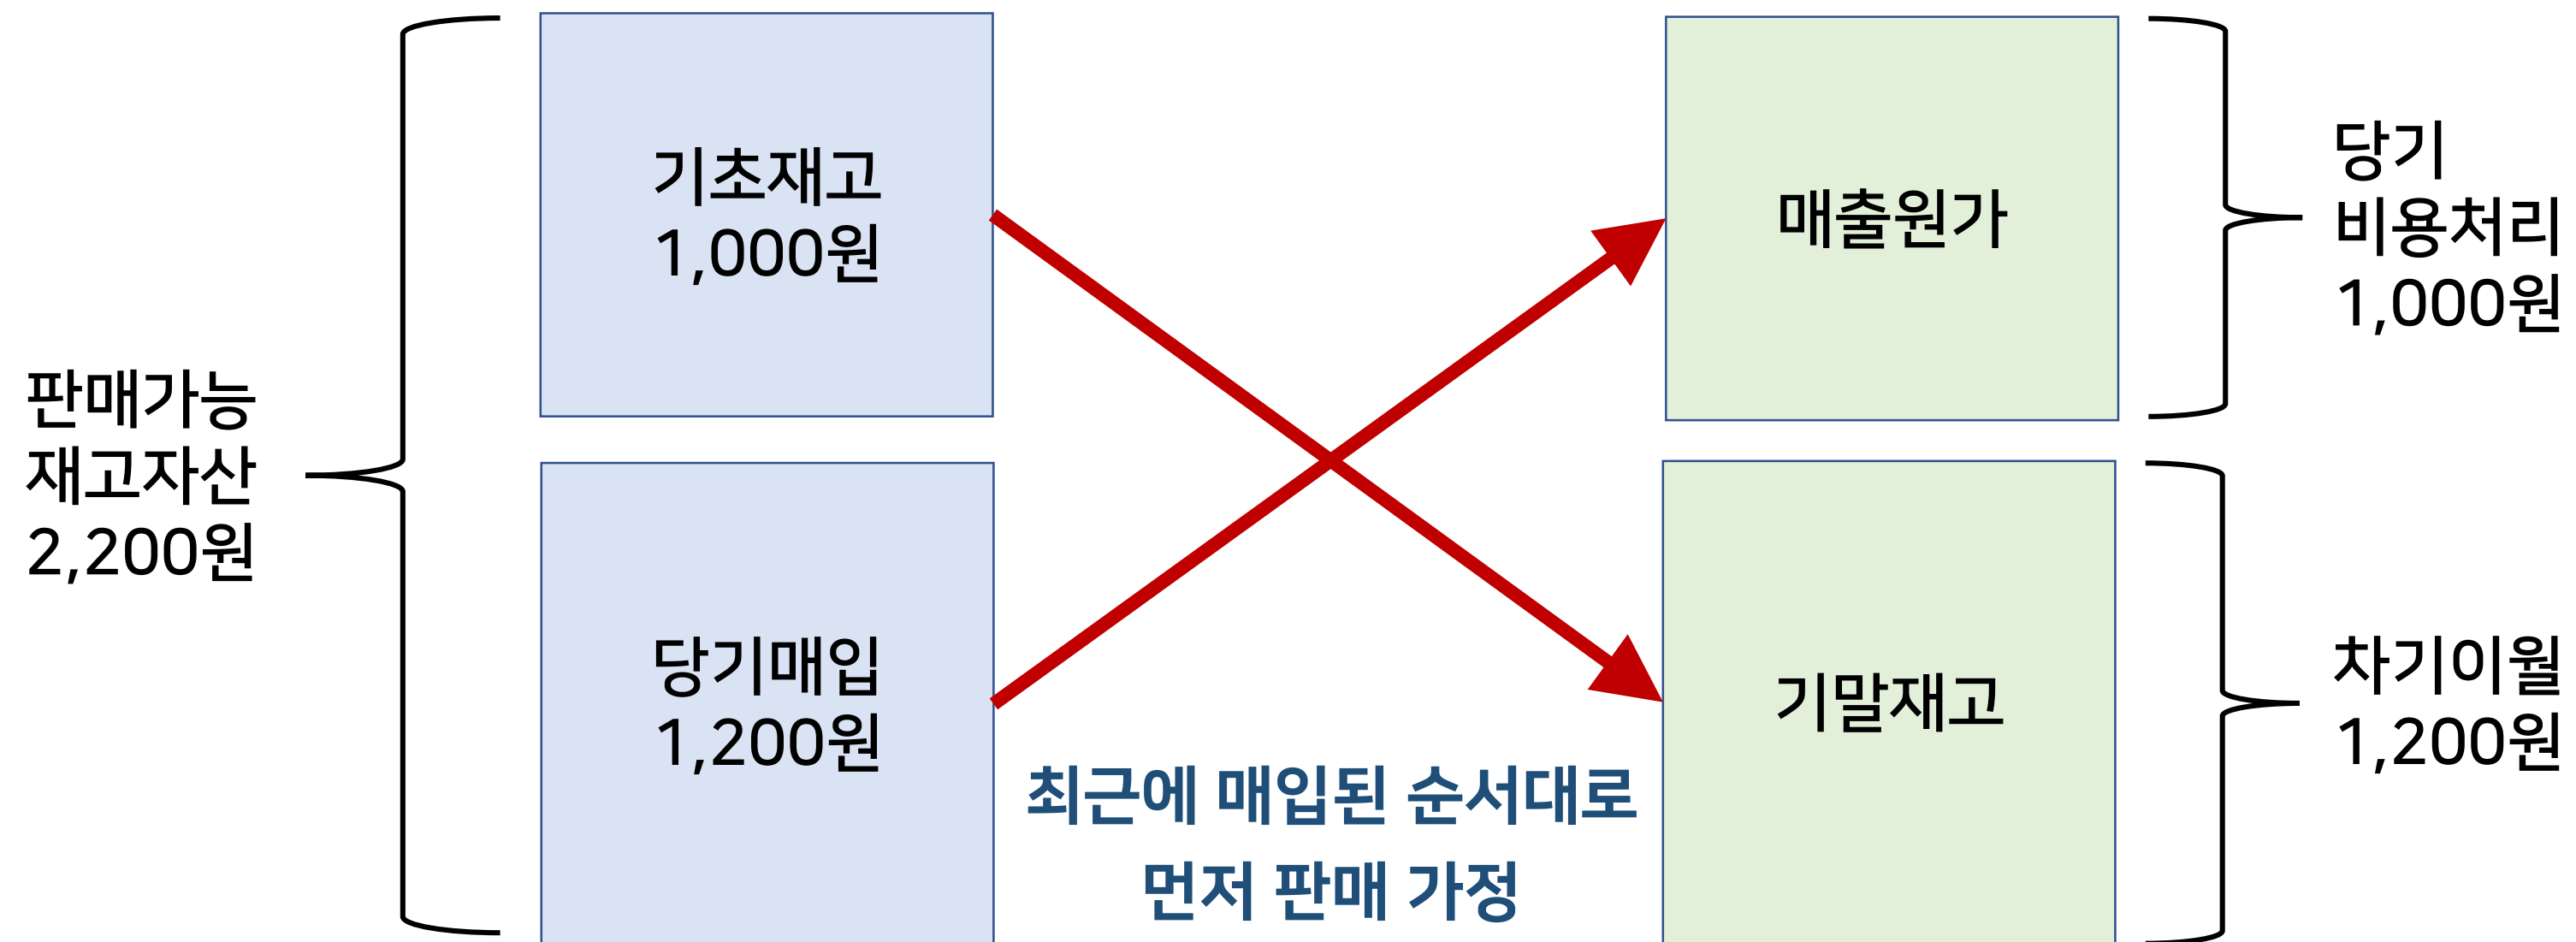 판매가능
재고자산
2,200원
기초재고
1,000원
당기매입
1,200원
최근에 매입된 순서대로
먼저 판매 가정
매출원가
기말재고
당기
비용처리
1,000원
차기이월
1,200원